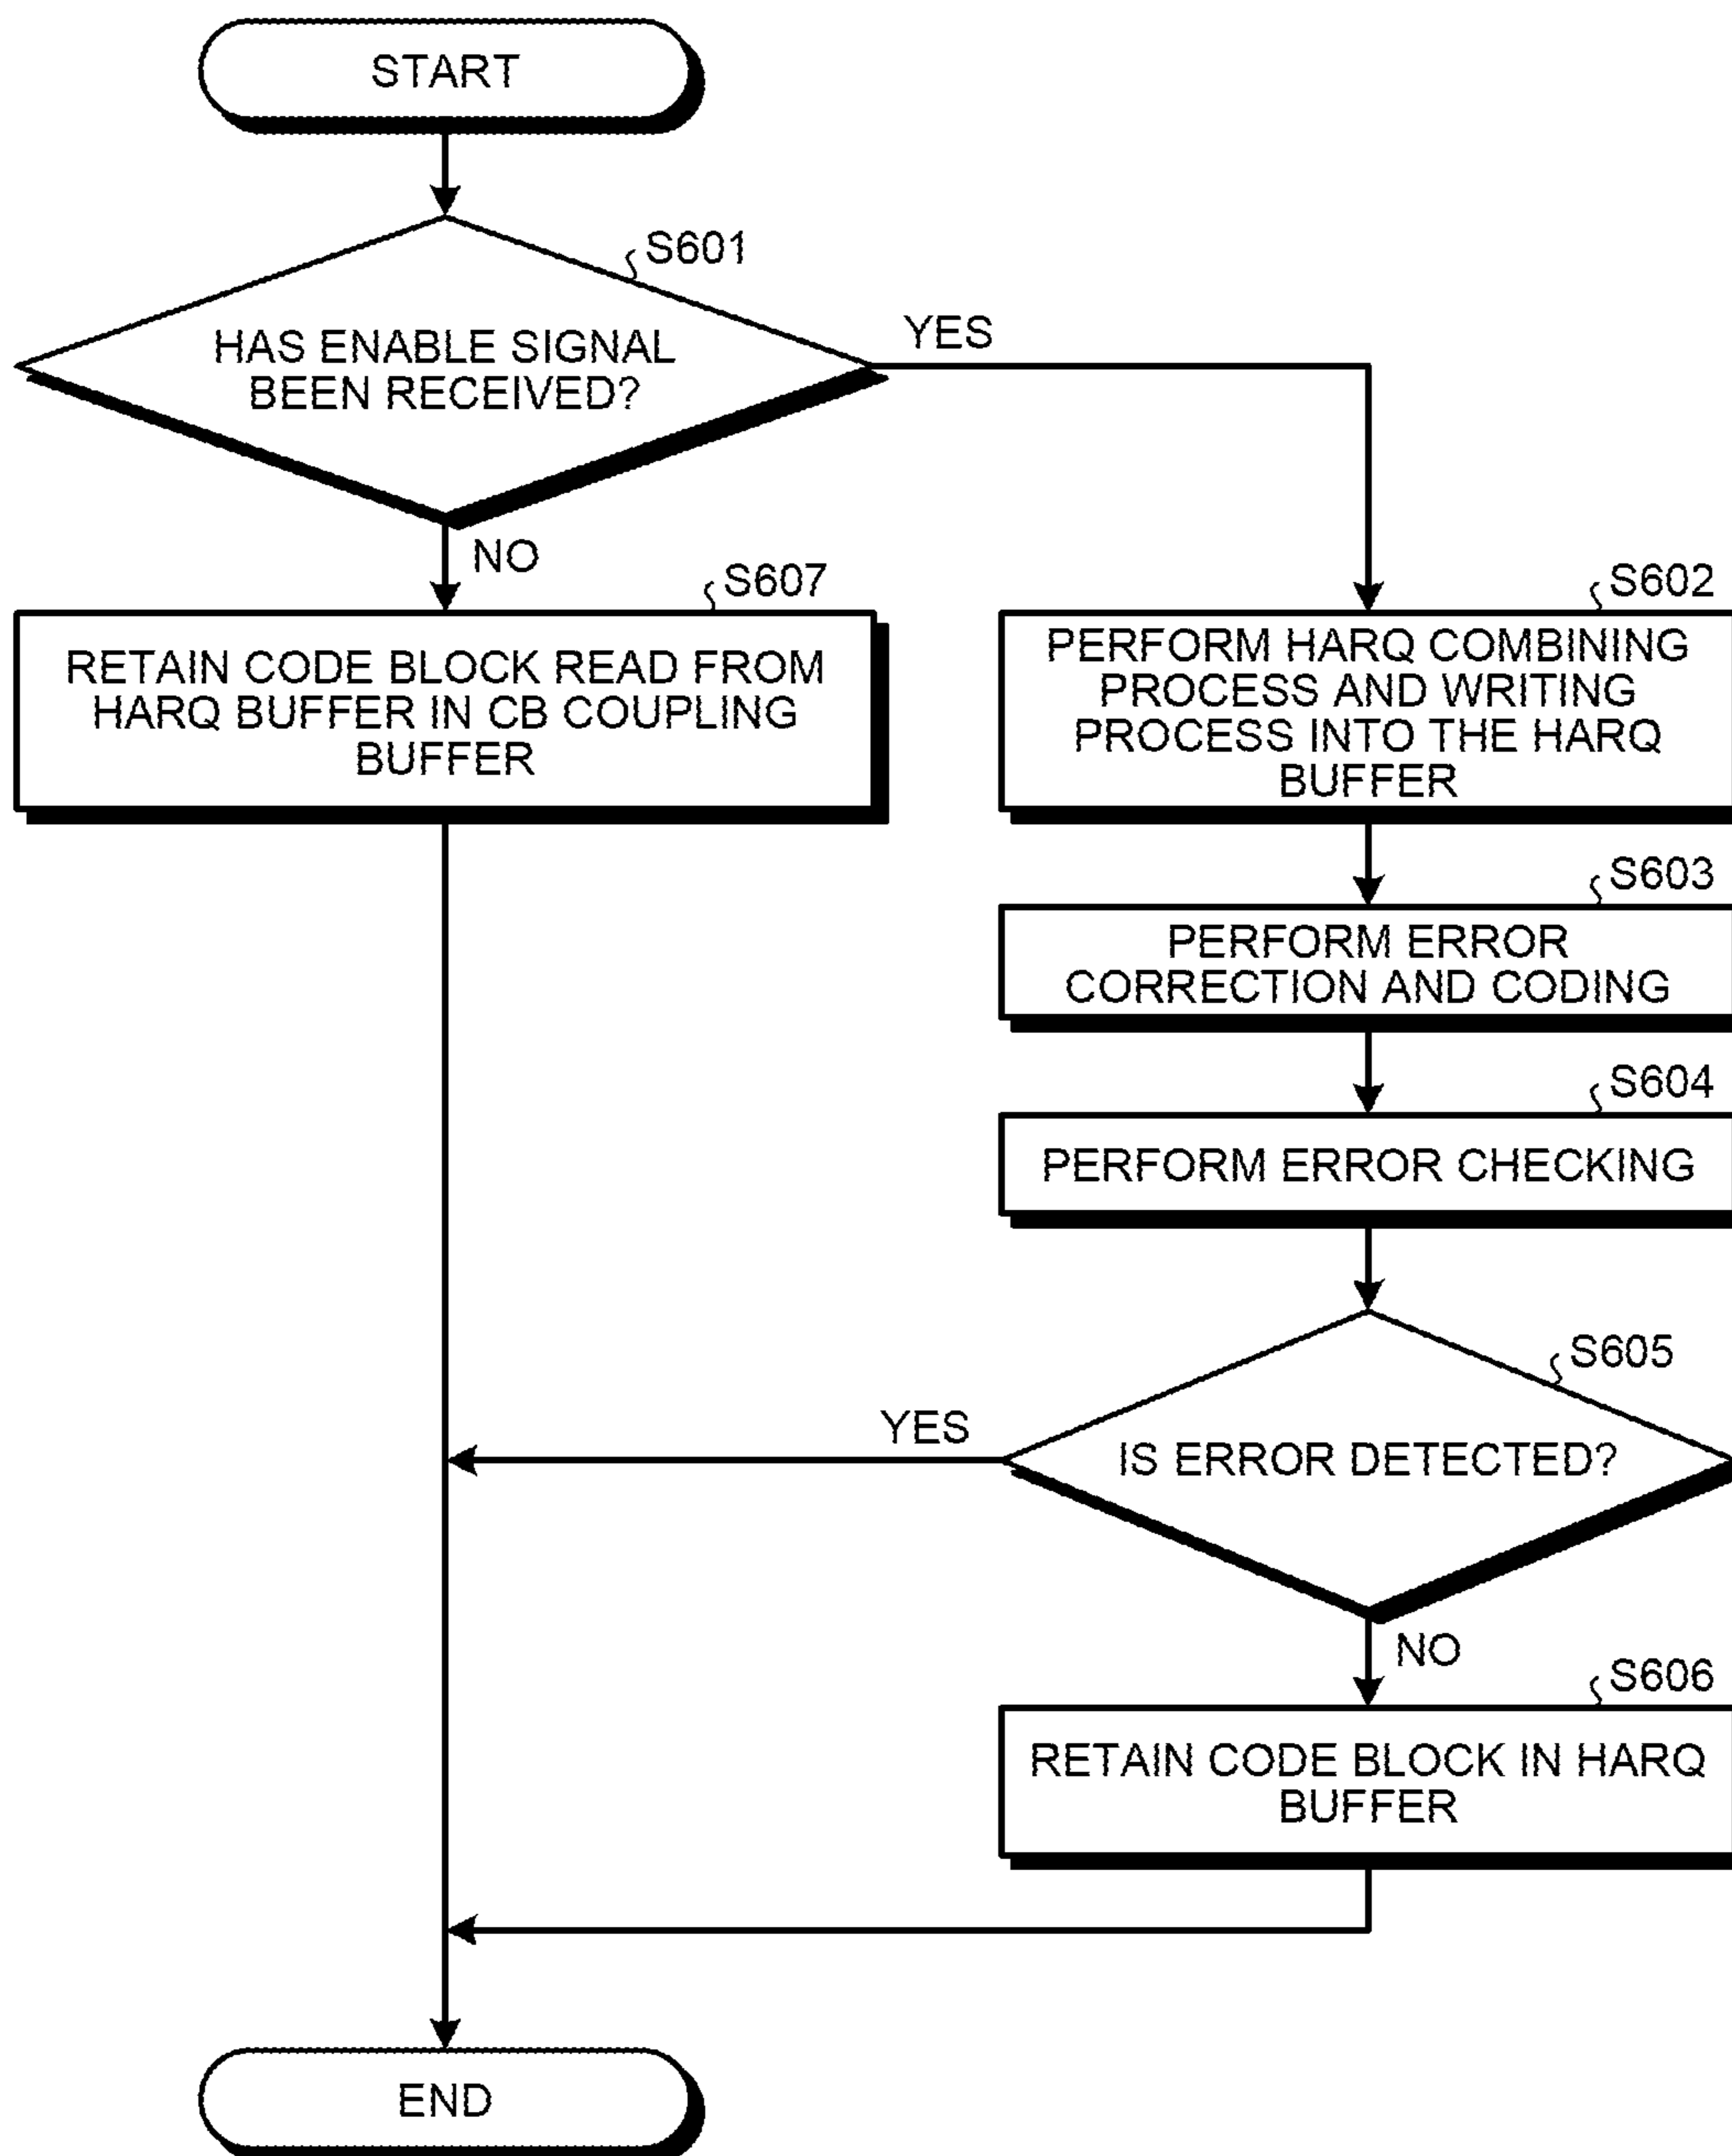 START
S601
HAS ENABLE SIGNAL
BEEN RECEIVED?
YES
NO
S607
RETAIN CODE BLOCK READ FROM
HARQ BUFFER IN CB COUPLING
BUFFER
S602
PERFORM HARQ COMBINING
PROCESS AND WRITING
PROCESS INTO THE HARQ
BUFFER
S603
PERFORM ERROR
CORRECTION AND CODING
S604
PERFORM ERROR CHECKING
S605
IS ERROR DETECTED?
YES
NO
S606
RETAIN CODE BLOCK IN HARQ
BUFFER
END